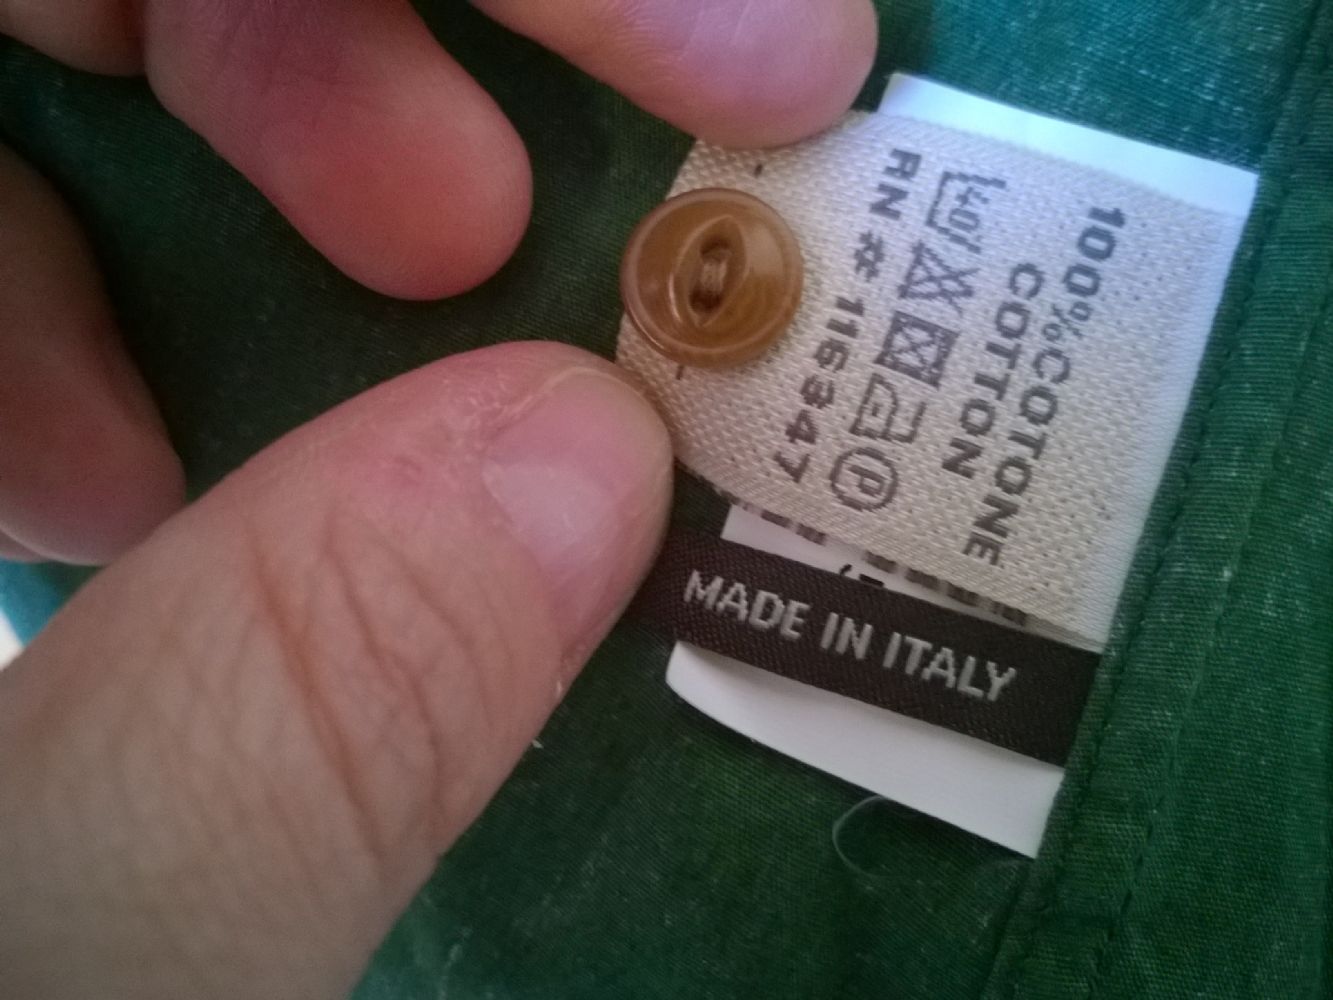 100% COTONE
COTTON
40
P
RN # 116347
MADE IN ITALY